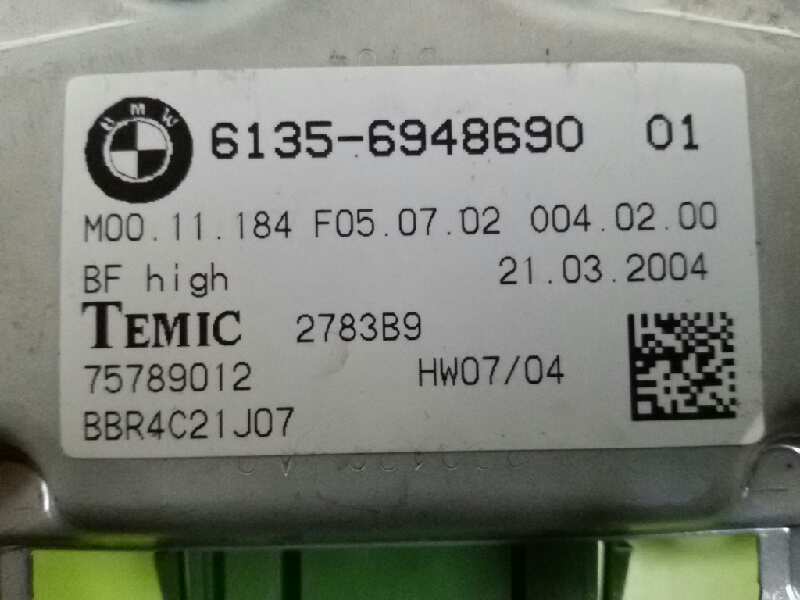 BMW
6135-6948690 01
M00.11.184 F05.07.02 004.02.00
BF high 21.03.2004
TEMIC 2783B9
75789012 HW07/04
BBR4C21J07